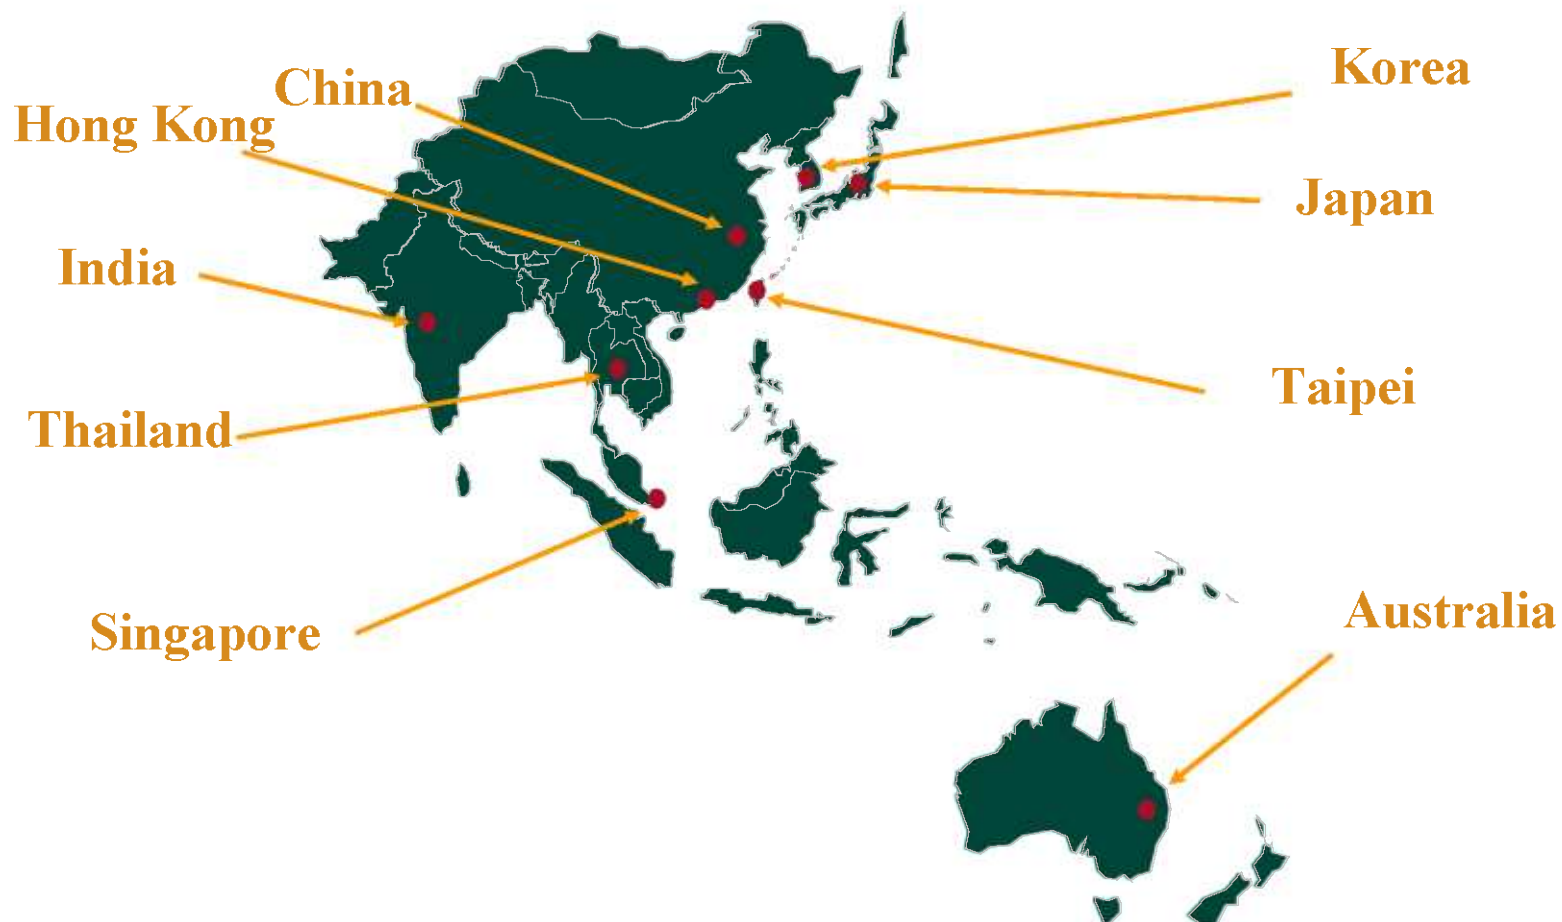 China
Korea
Hong Kong
Japan
India
Taipei
Thailand
Singapore
Australia